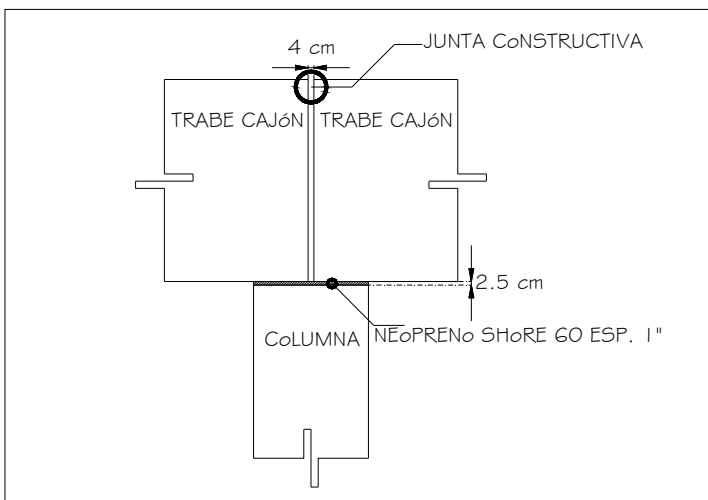 4 cm
JUNTA CoNSTRUCTIVA
TRABE CAJóN
TRABE CAJóN
2.5 cm
NEoPRENo SHoRE 60 ESP. 1"
CoLUMNA